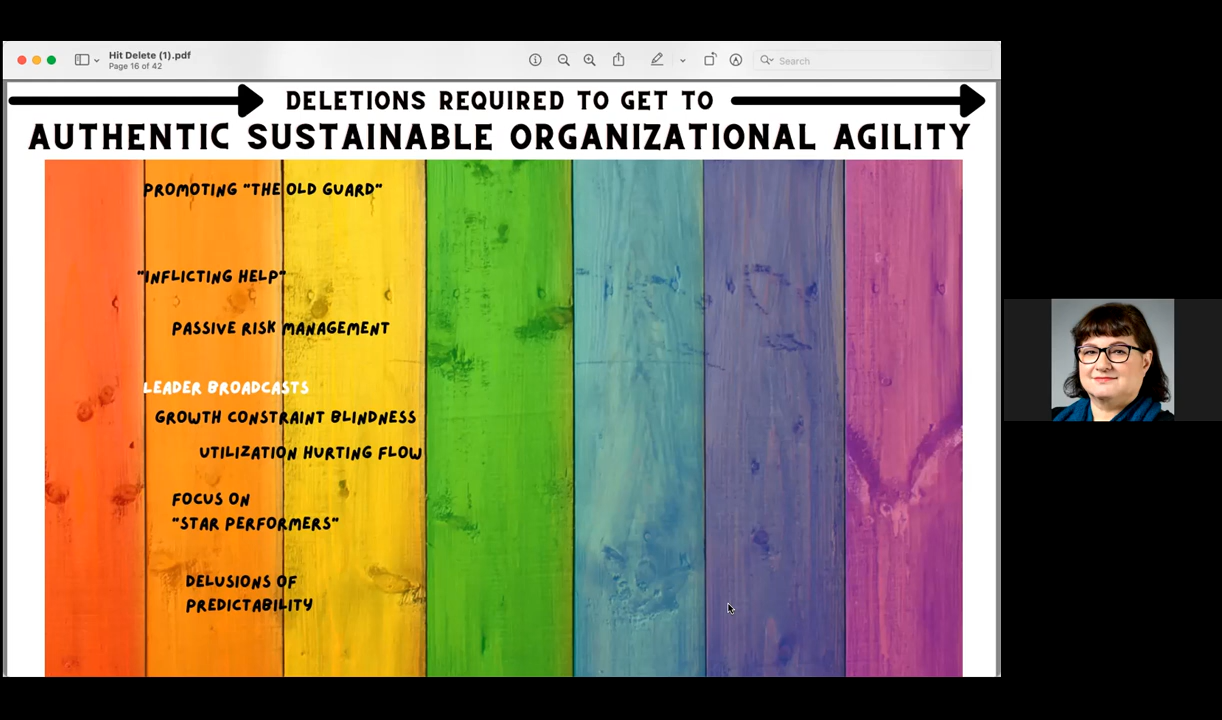 Hit Delete (1).pdf
Page 16 of 42
Search
DELETIONS REQUIRED TO GET TO
AUTHENTIC SUSTAINABLE ORGANIZATIONAL AGILITY
PROMOTING "THE OLD GUARD"
"INFLICTING HELP"
PASSIVE RISK MANAGEMENT
LEADER BROADCASTS
GROWTH CONSTRAINT BLINDNESS
UTILIZATION HURTING FLOW
FOCUS ON
"STAR PERFORMERS"
DELUSIONS OF
PREDICTABILITY